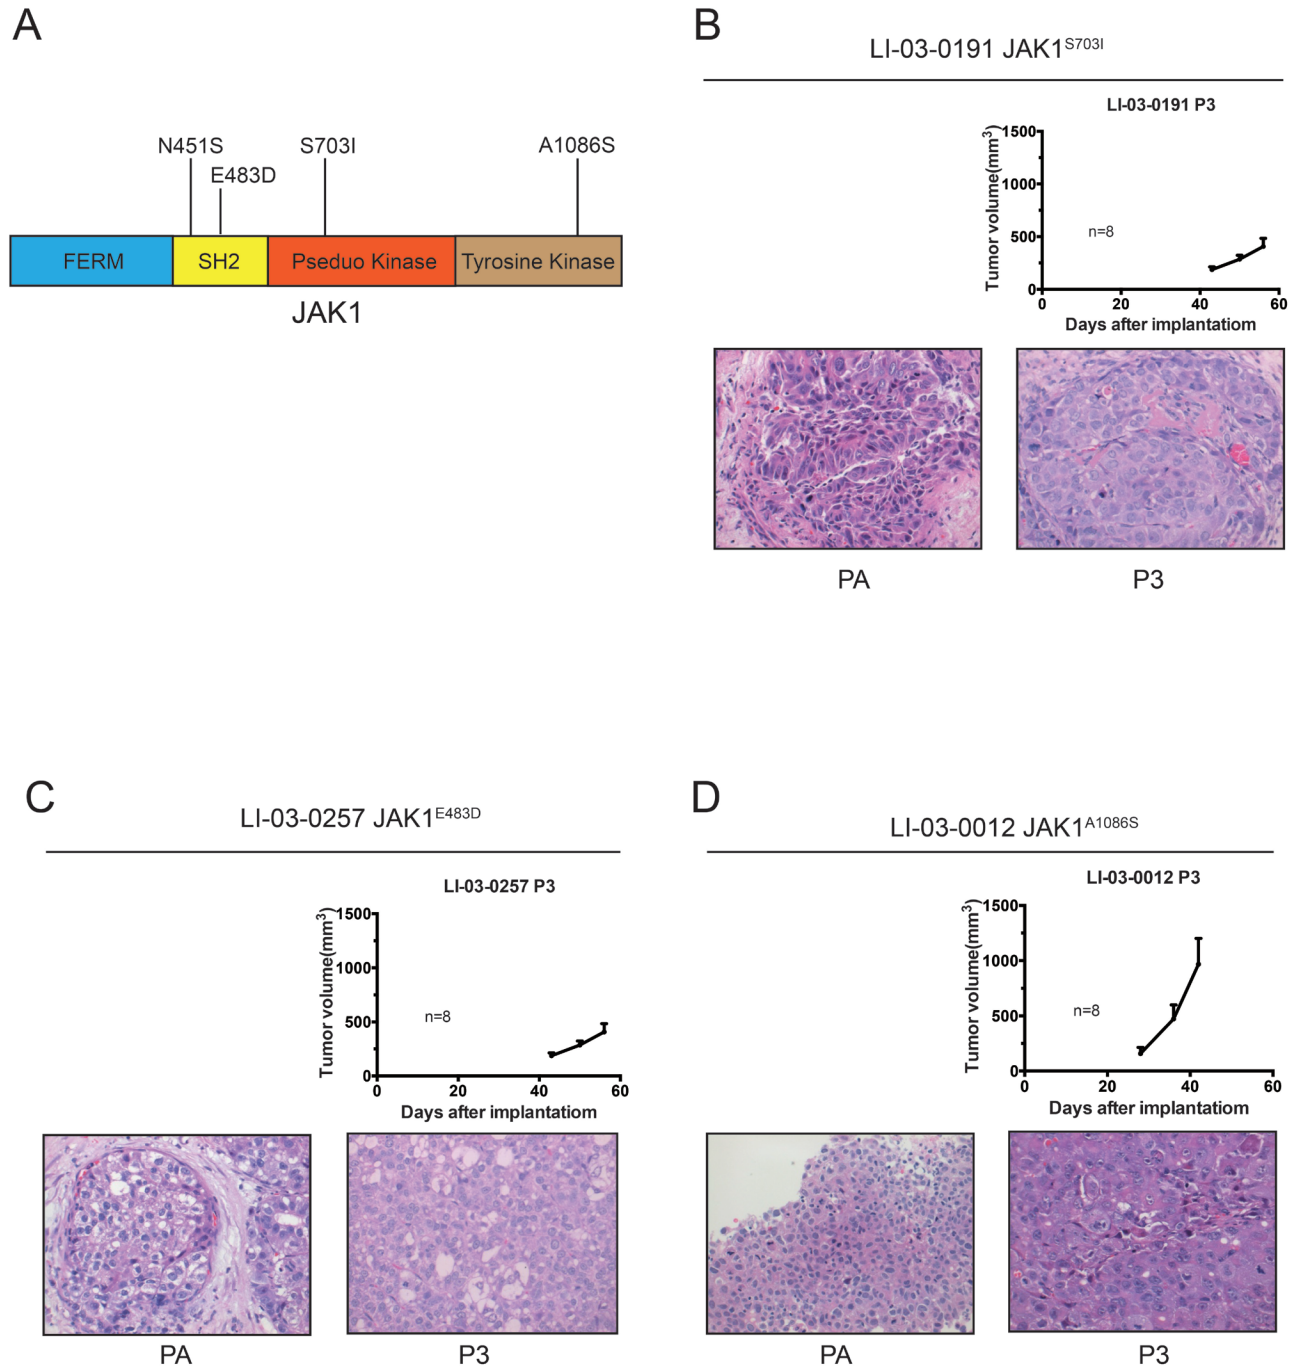 A
N451S
S703I
A1086S
E483D
FERM
SH2
Pseduo Kinase
Tyrosine Kinase
JAK1
B
LI-03-0191 JAK1S703I
LI-03-0191 P3
Tumor volume(mm3)
1500
1000
500
0
n=8
0 20 40 60
Days after implantatiom
PA
P3
C
LI-03-0257 JAK1E483D
LI-03-0257 P3
Tumor volume(mm3)
1500
1000
500
0
n=8
0 20 40 60
Days after implantatiom
PA
P3
D
LI-03-0012 JAK1A1086S
LI-03-0012 P3
Tumor volume(mm3)
1500
1000
500
0
n=8
0 20 40 60
Days after implantatiom
PA
P3